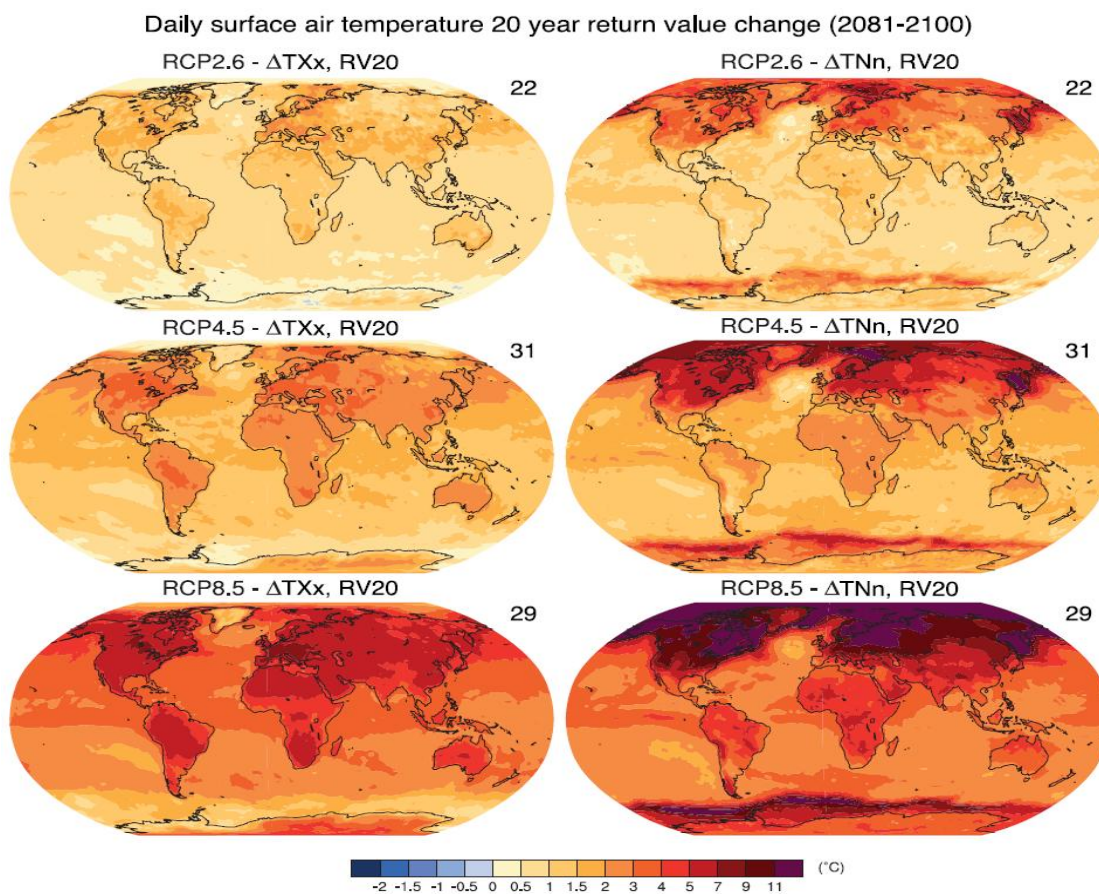 Daily surface air temperature 20 year return value change (2081-2100)
RCP2.6 - ΔTXx, RV20
22
RCP2.6 - ΔTNn, RV20
22
RCP4.5 - ΔTXx, RV20
31
RCP4.5 - ΔTNn, RV20
31
RCP8.5 - ΔTXx, RV20
29
RCP8.5 - ΔTNn, RV20
29
(°C)
-2 -1.5 -1 -0.5 0 0.5 1 1.5 2 3 4 5 7 9 11